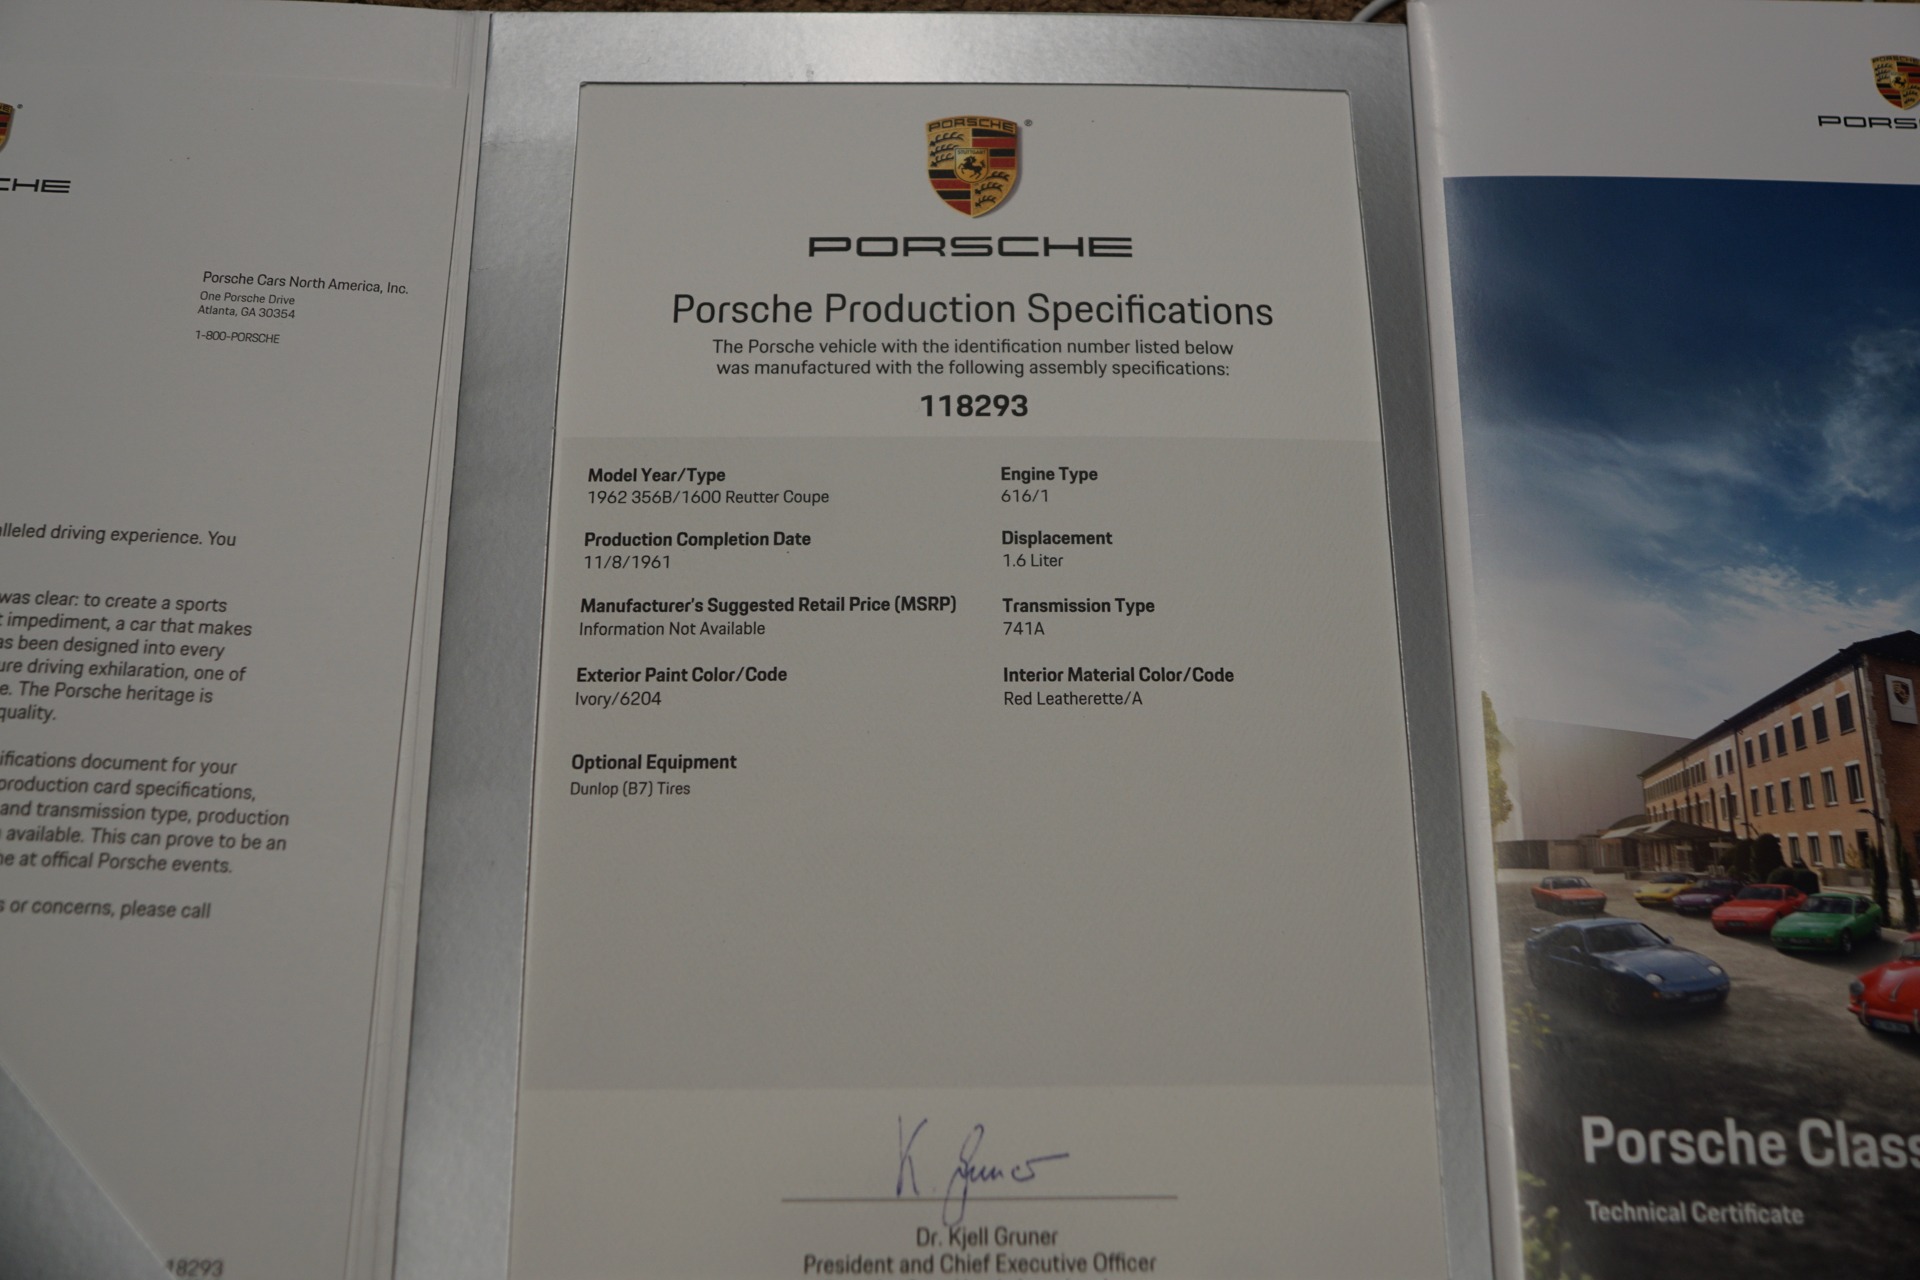 CHE
Porsche Cars North America, Inc.
One Porsche Drive
Atlanta, GA 30354
1-800-PORSCHE
driving experience. You
was clear: to create a sports
impediment, a car that makes
been designed into every
driving exhilaration, one of
The Porsche heritage is
quality.
document for your
production card specifications,
and transmission type, production
available. This can prove to be an
at offical Porsche events.
or concerns, please call
18293
PORSCHE
STUTTGART
®
PORSCHE
Porsche Production Specifications
The Porsche vehicle with the identification number listed below
was manufactured with the following assembly specifications:
118293
Model Year/Type
1962 356B/1600 Reutter Coupe
Production Completion Date
11/8/1961
Manufacturer's Suggested Retail Price (MSRP)
Information Not Available
Exterior Paint Color/Code
Ivory/6204
Engine Type
616/1
Displacement
1.6 Liter
Transmission Type
741A
Interior Material Color/Code
Red Leatherette/A
Optional Equipment
Dunlop (B7) Tires
K. Gruner
Dr. Kjell Gruner
President and Chief Executive Officer
PORS
Porsche Class
Technical Certificate